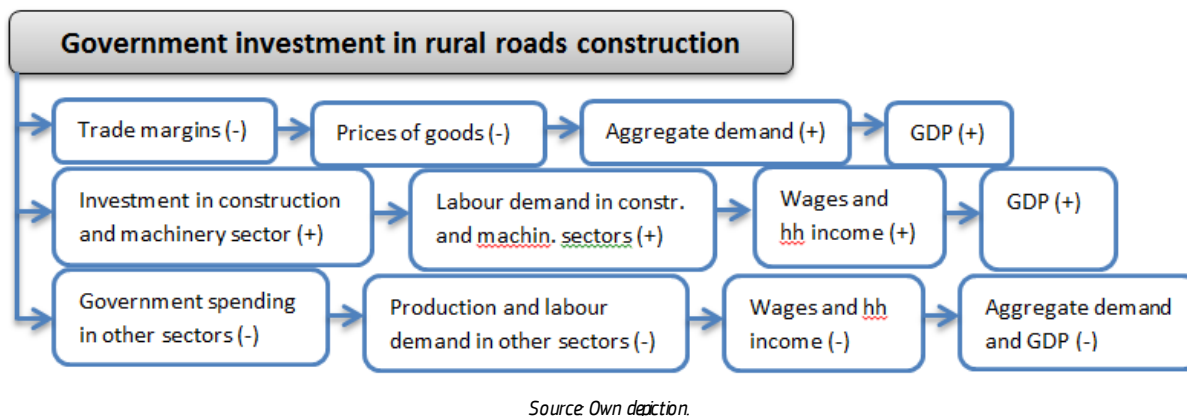 Government investment in rural roads construction
Trade margins (-)
Prices of goods (-)
Aggregate demand (+)
GDP (+)
Investment in construction
and machinery sector (+)
Labour demand in constr.
and machin. sectors (+)
Wages and
hh income (+)
GDP (+)
Government spending
in other sectors (-)
Production and labour
demand in other sectors (-)
Wages and hh
income (-)
Aggregate demand
and GDP (-)
Source: Own depiction.